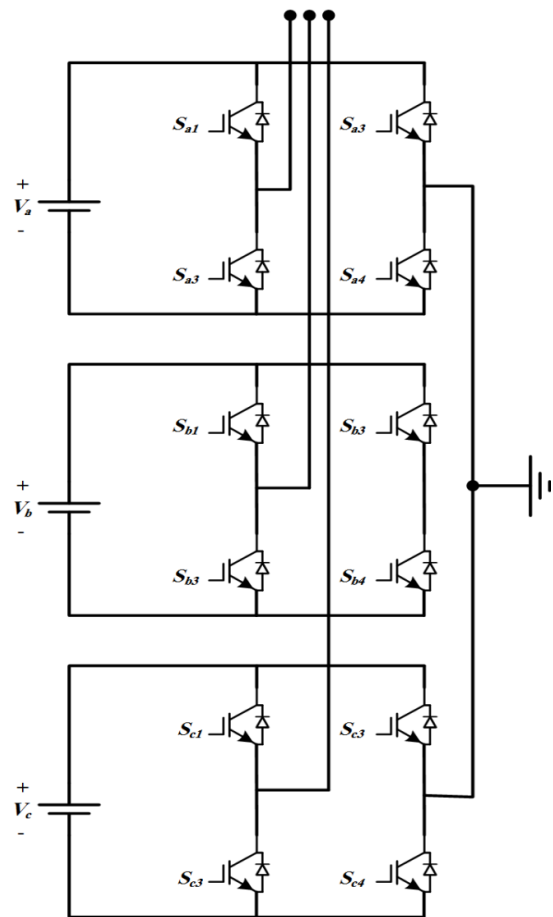 Sa1 Sa3
+
Va
-
Sa3 Sa4
Sb1 Sb3
+
Vb
-
Sb3 Sb4
Sc1 Sc3
+
Vc
-
Sc3 Sc4